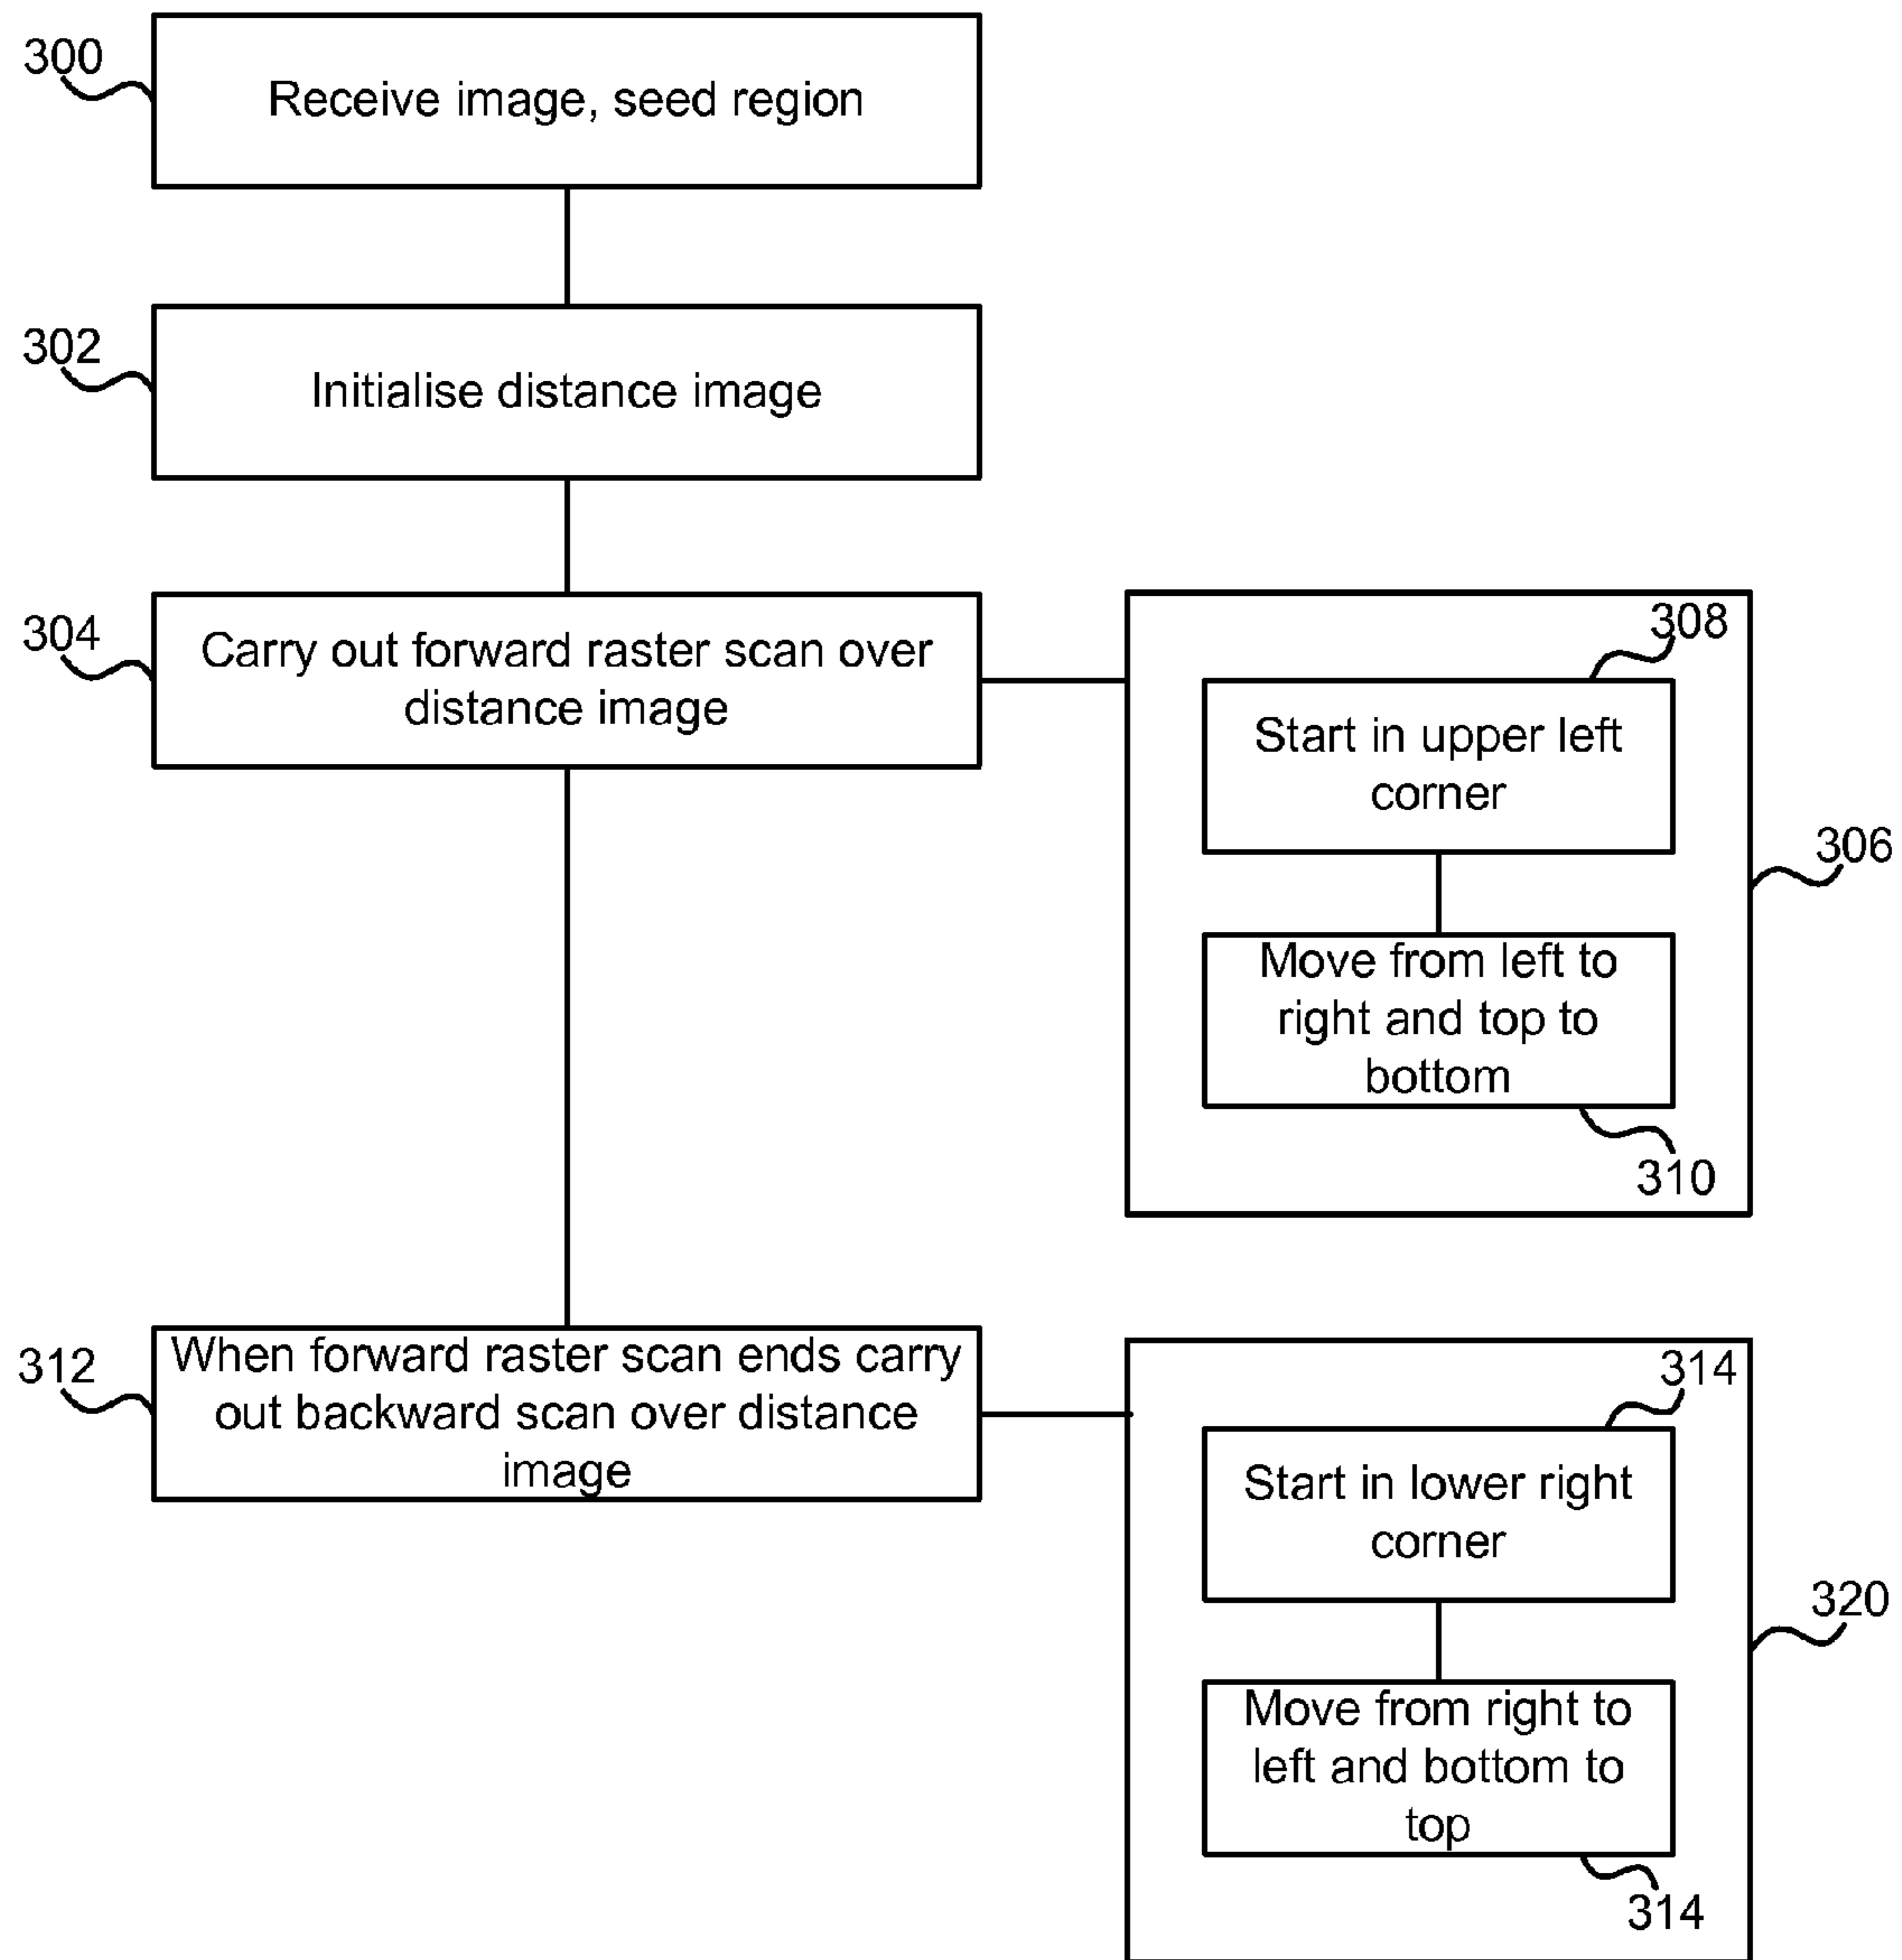 300
Receive image, seed region
302
Initialise distance image
304
Carry out forward raster scan over
distance image
308
Start in upper left
corner
306
Move from left to
right and top to
bottom
310
312
When forward raster scan ends carry
out backward scan over distance
image
314
Start in lower right
corner
320
Move from right to
left and bottom to
top
314